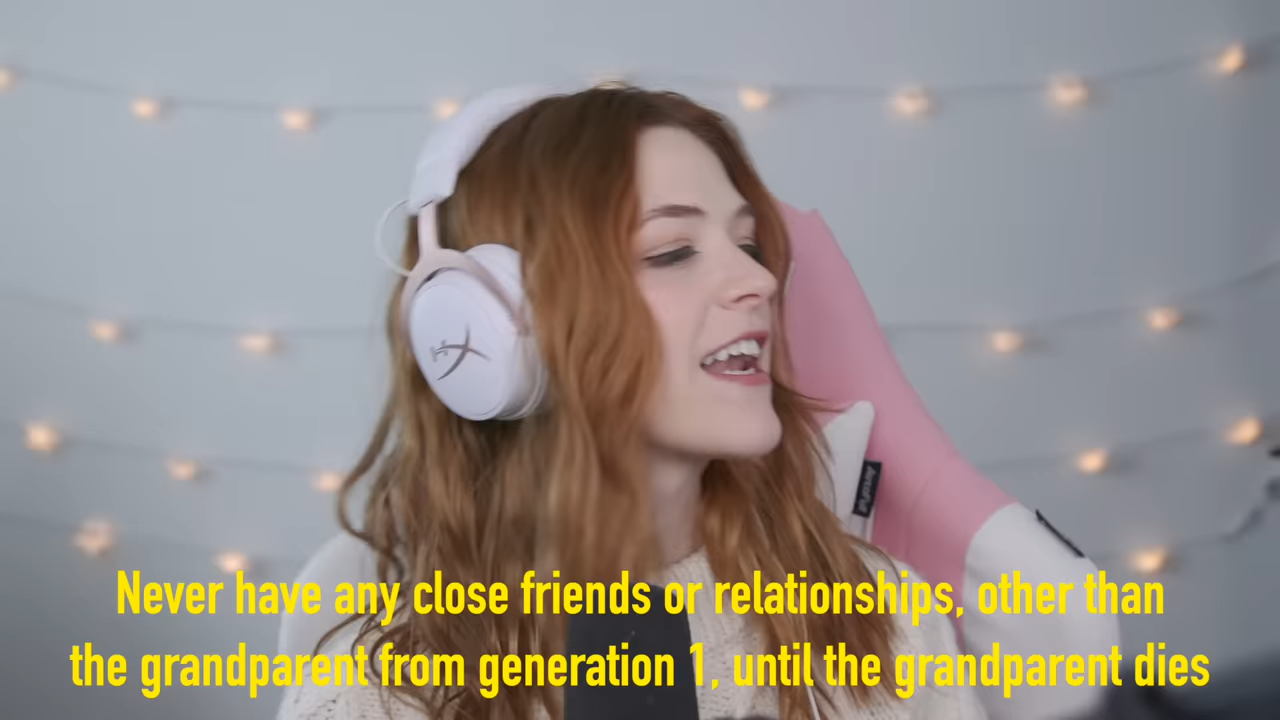 Never have any close friends or relationships, other than
the grandparent from generation 1, until the grandparent dies